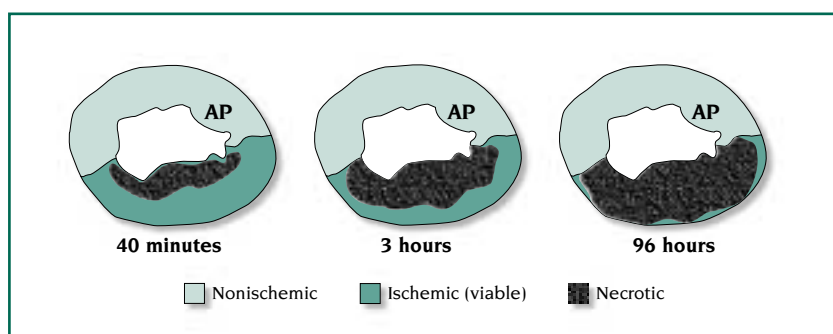 AP AP AP
40 minutes 3 hours 96 hours
Nonischemic Ischemic (viable) Necrotic